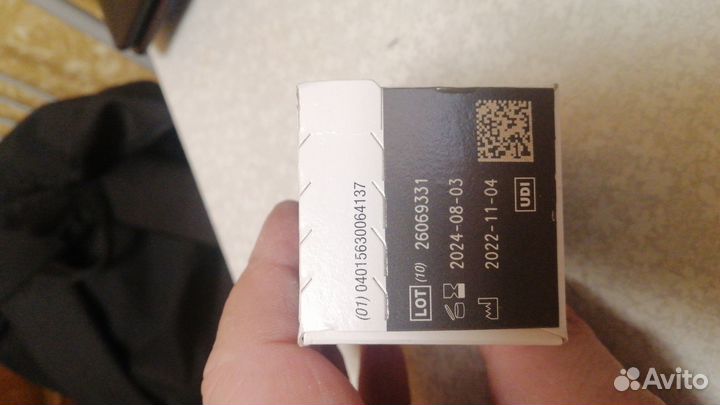 (01) 04015630064137
LOT (10) 26069331
2024-08-03
2022-11-04
UDI
Avito